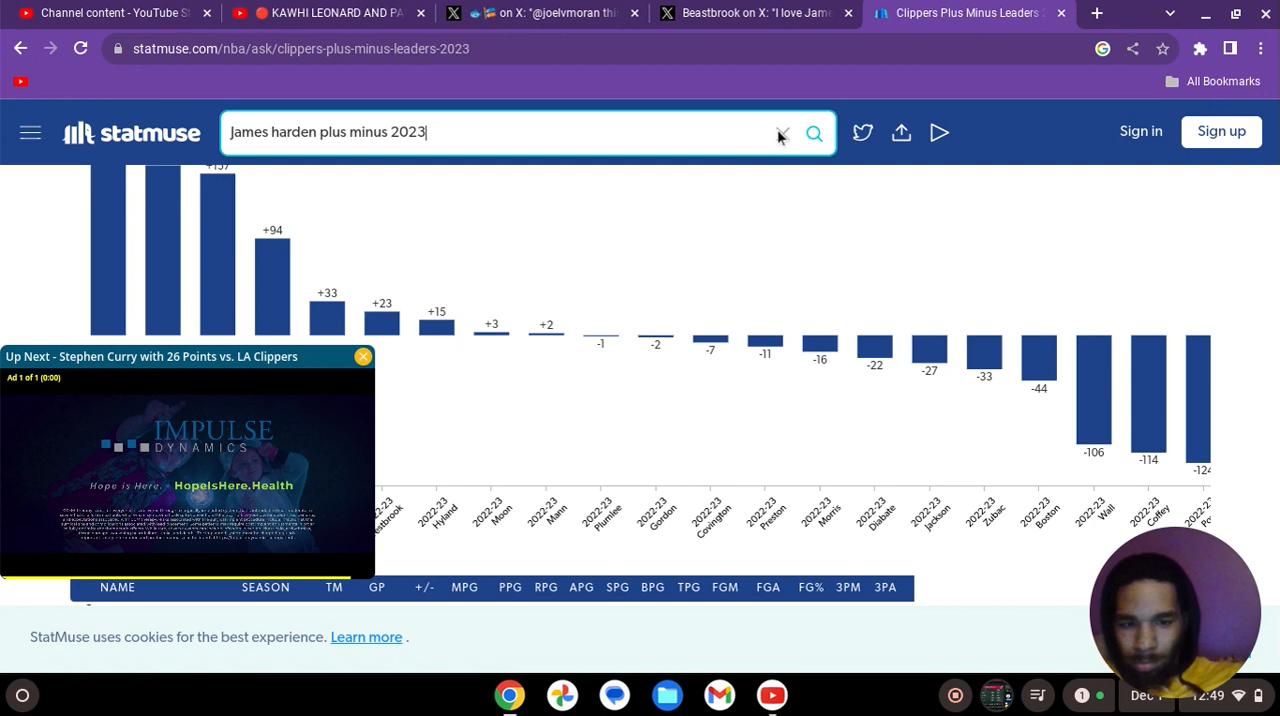 Channel content - YouTube St
KAWHI LEONARD AND PA
on X: "@joelvmoran thi
Beastbrook on X: "I love Jame
Clippers Plus Minus Leaders 2
statmuse.com/nba/ask/clippers-plus-minus-leaders-2023
All Bookmarks
statmuse
James harden plus minus 2023
Sign in
Sign up
+157
+94
+33
+23
+15
+3
+2
-1
-2
-7
-11
-16
-22
-27
-33
-44
-106
-114
-124
Up Next - Stephen Curry with 26 Points vs. LA Clippers
Ad 1 of 1 (0:00)
IMPULSE
DYNAMICS
Hope is Here. HopeIsHere.Health
2022-23 Hyland
2022-23 Moon
2022-23 Mann
2022-23 Plumlee
2022-23 Gordon
2022-23 Covington
2022-23 Preston
2022-23 Morris
2022-23 Diabate
2022-23 Jackson
2022-23 Zubac
2022-23 Boston
2022-23 Wall
2022-23 Coffey
NAME SEASON TM GP +/- MPG PPG RPG APG SPG BPG TPG FGM FGA FG% 3PM 3PA
StatMuse uses cookies for the best experience. Learn more .
1
Dec 1
12:49